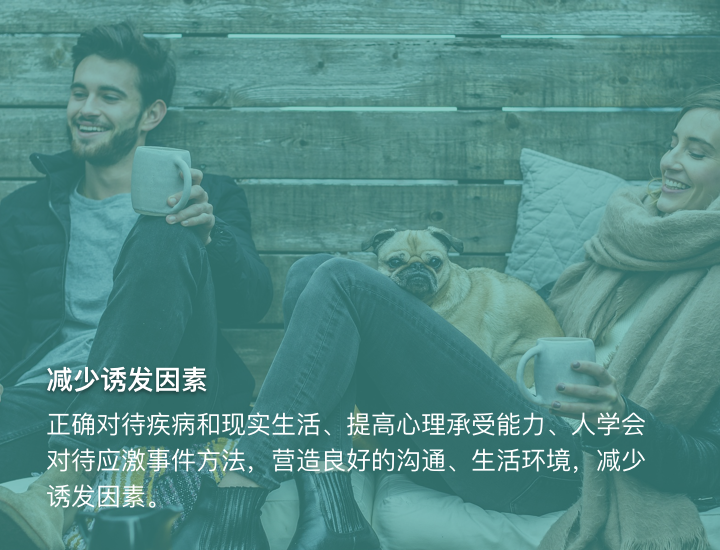 减少诱发因素
正确对待疾病和现实生活、提高心理承受能力、人学会
对待应激事件方法，营造良好的沟通、生活环境，减少
诱发因素。